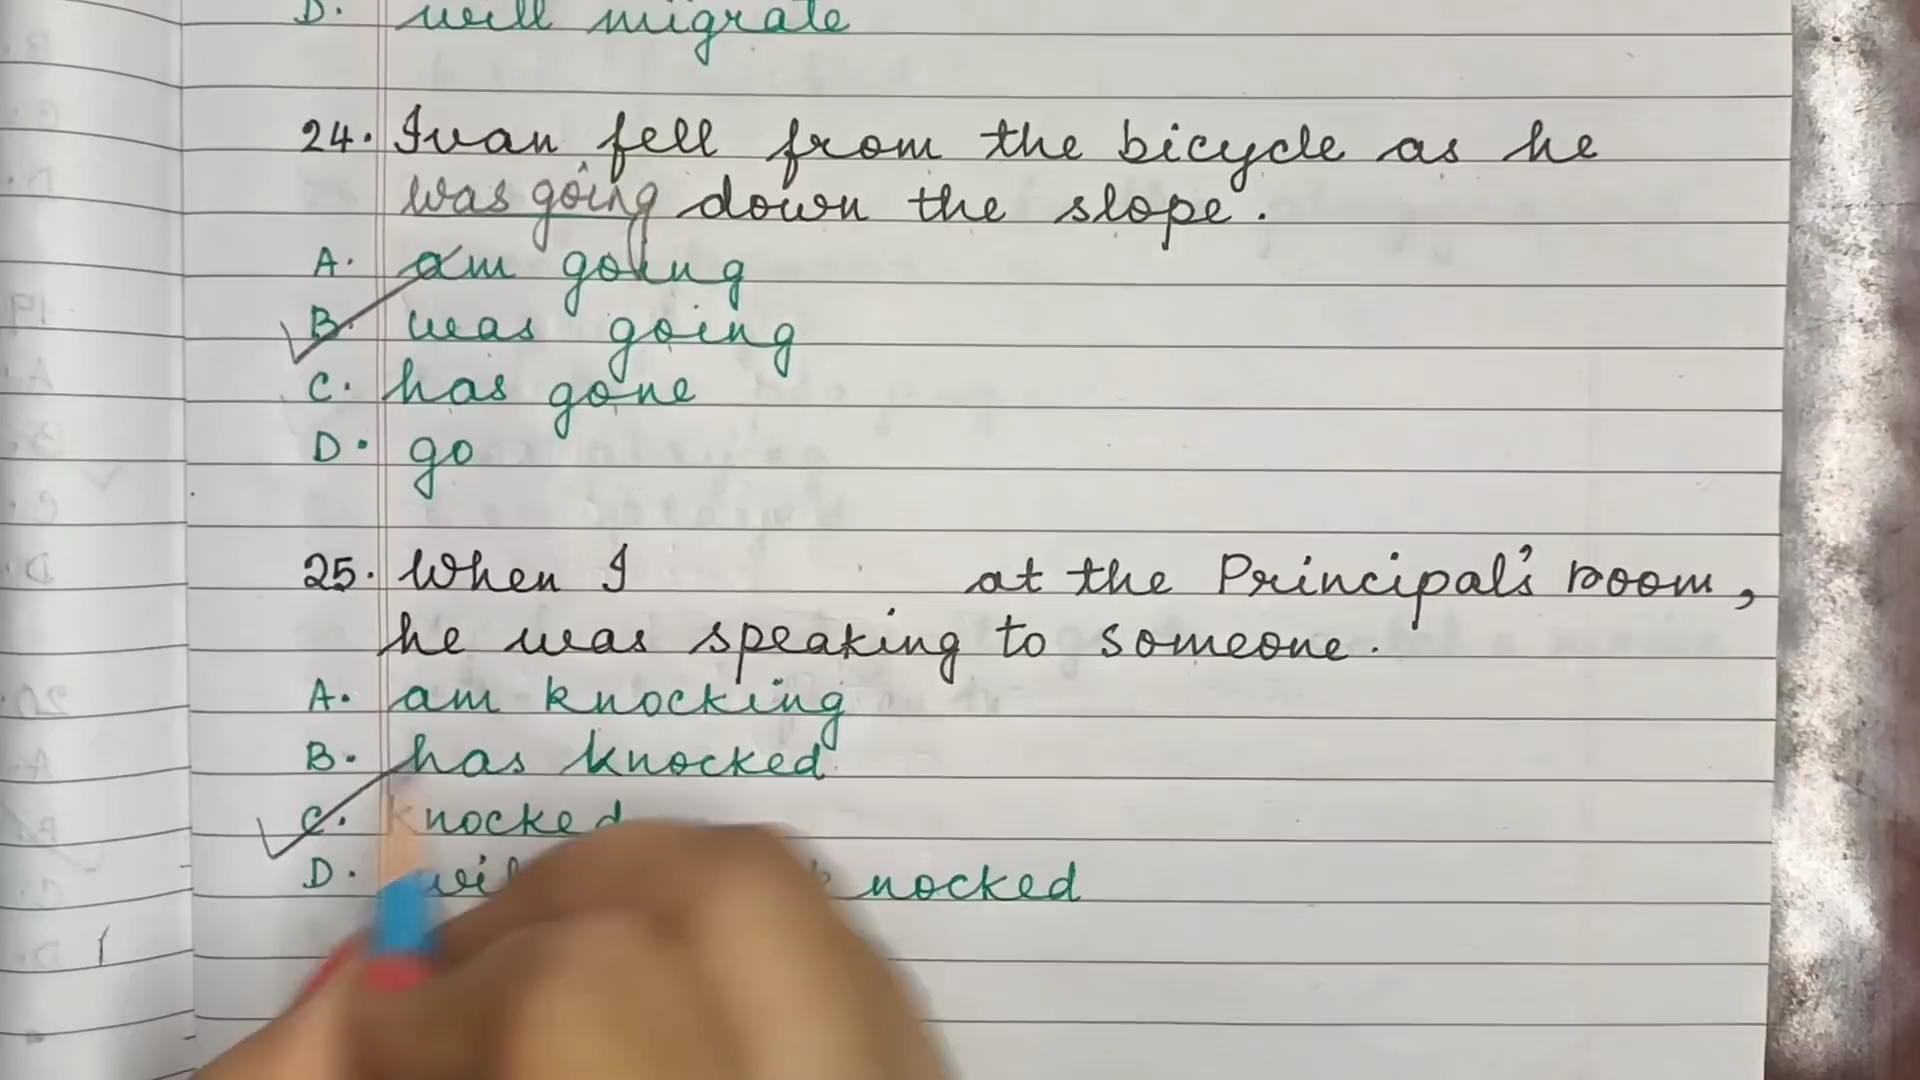 D. will migrate
24. Ivan fell from the bicycle as he
was going down the slope.
A. am going
B. was going
C. has gone
D. go
25. When I at the Principal's room,
he was speaking to someone.
A. am knocking
B. has knocked
C. knocked
D. nocked